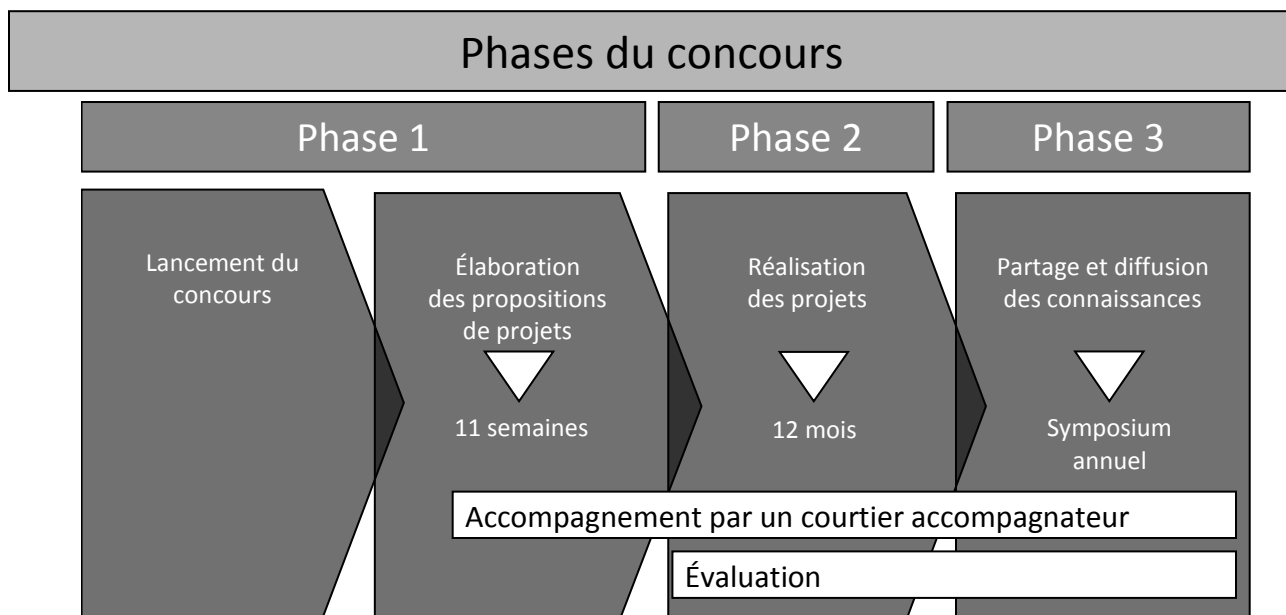 Phases du concours
Phase 1
Phase 2
Phase 3
Lancement du
concours
Élaboration
des propositions
de projets
11 semaines
Réalisation
des projets
12 mois
Partage et diffusion
des connaissances
Symposium
annuel
Accompagnement par un courtier accompagnateur
Évaluation